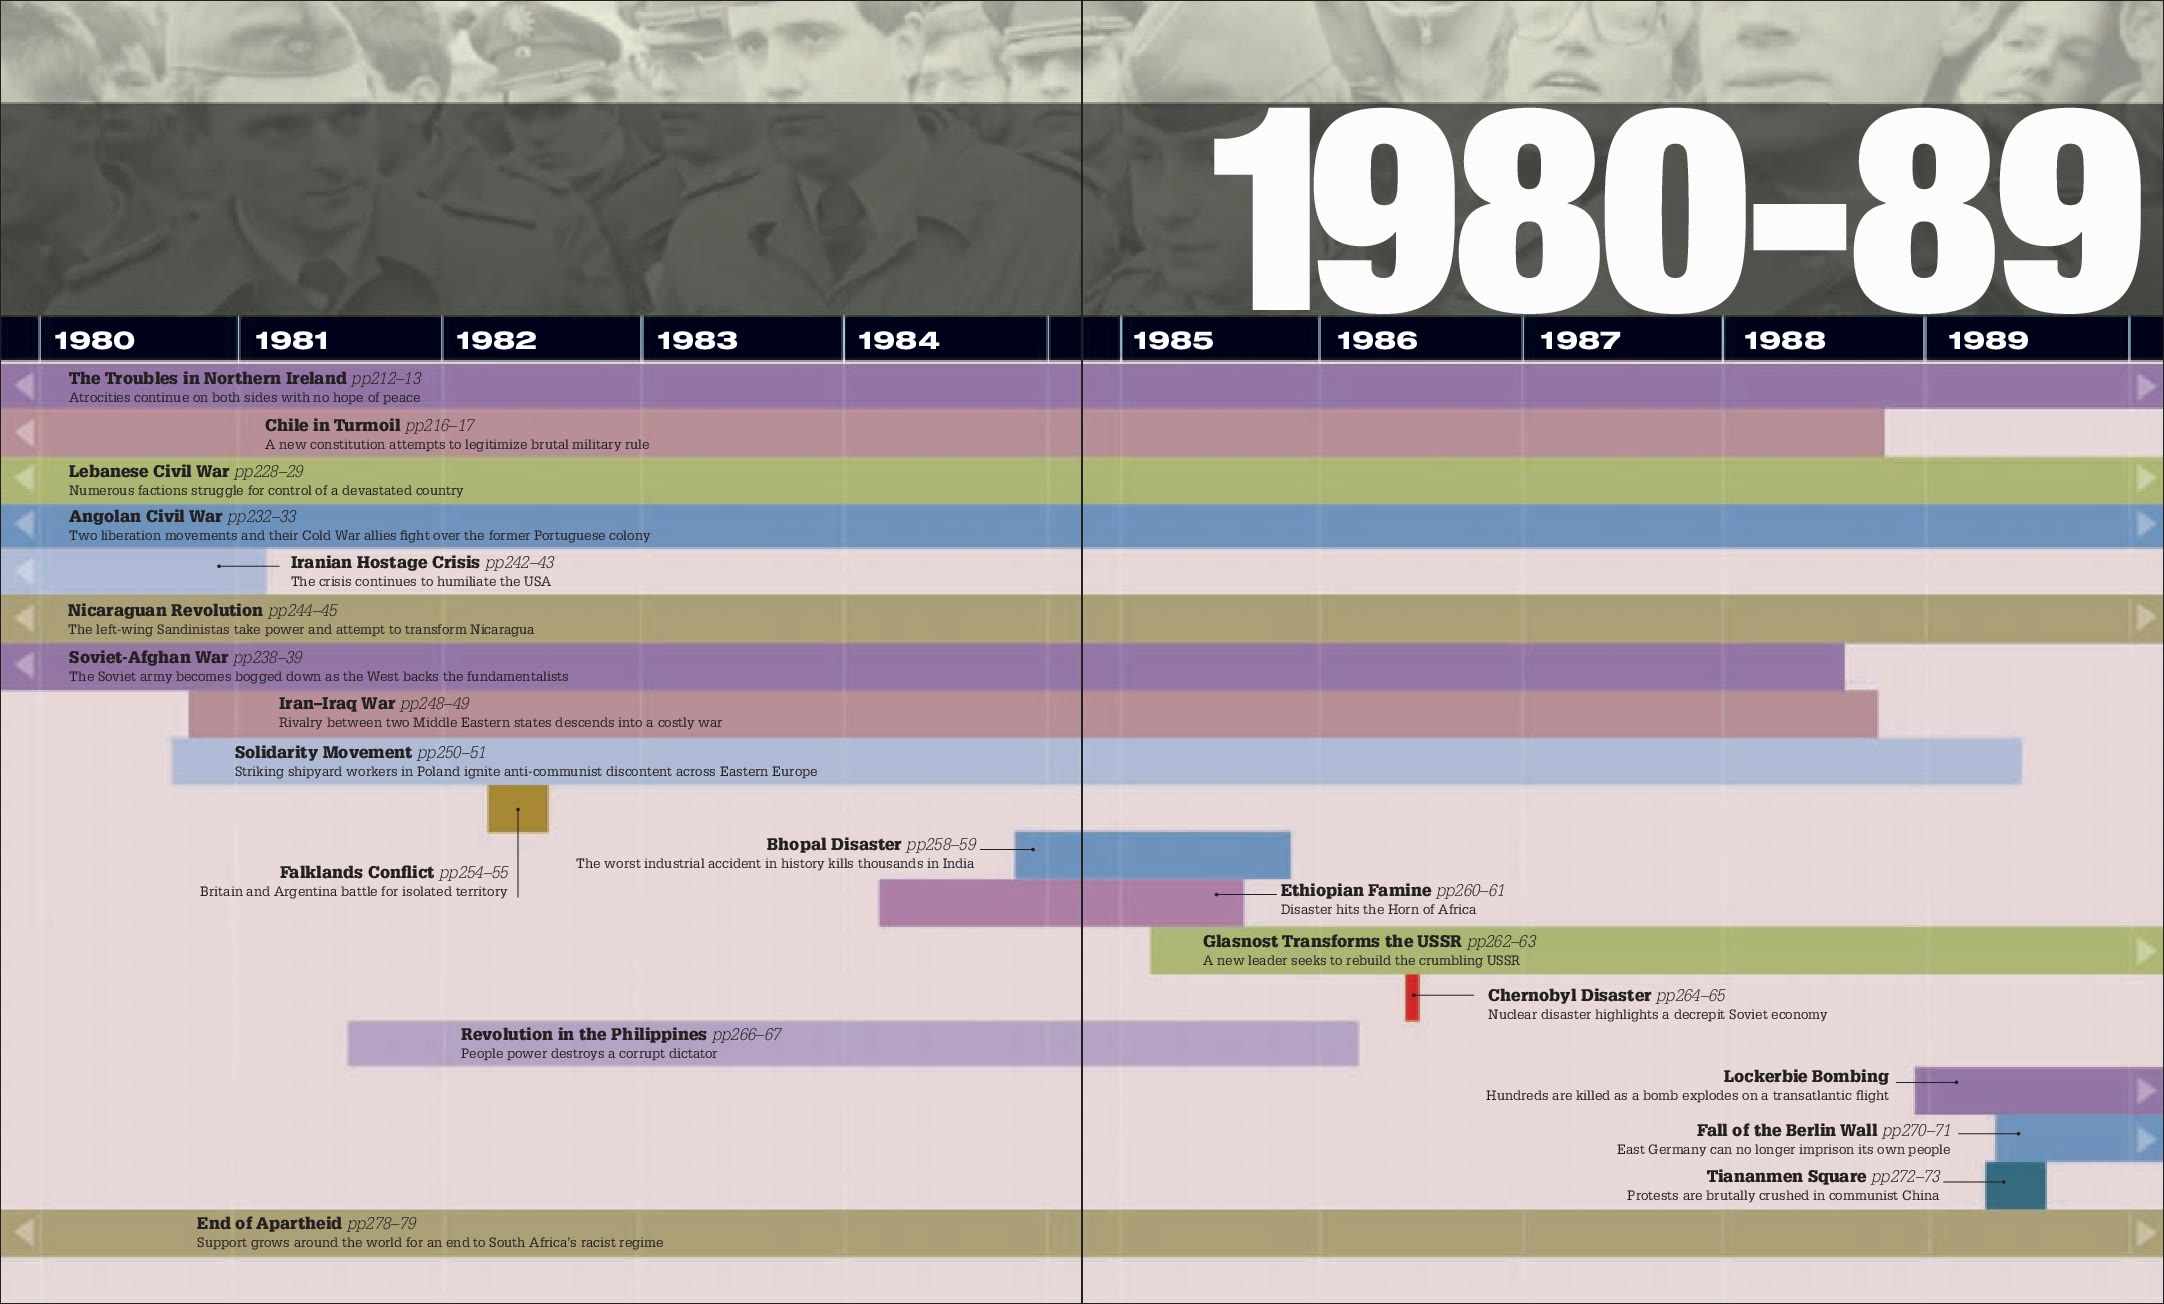 1980-89
1980 1981 1982 1983 1984 1985 1986 1987 1988 1989
The Troubles in Northern Ireland pp212–13
Atrocities continue on both sides with no hope of peace
Chile in Turmoil pp216–17
A new constitution attempts to legitimize brutal military rule
Lebanese Civil War pp228–29
Numerous factions struggle for control of a devastated country
Angolan Civil War pp232–33
Two liberation movements and their Cold War allies fight over the former Portuguese colony
Iranian Hostage Crisis pp242–43
The crisis continues to humiliate the USA
Nicaraguan Revolution pp244–45
The left-wing Sandinistas take power and attempt to transform Nicaragua
Soviet-Afghan War pp238–39
The Soviet army becomes bogged down as the West backs the fundamentalists
Iran–Iraq War pp248–49
Rivalry between two Middle Eastern states descends into a costly war
Solidarity Movement pp250–51
Striking shipyard workers in Poland ignite anti-communist discontent across Eastern Europe
Falklands Conflict pp254–55
Britain and Argentina battle for isolated territory
Bhopal Disaster pp258–59
The worst industrial accident in history kills thousands in India
Ethiopian Famine pp260–61
Disaster hits the Horn of Africa
Glasnost Transforms the USSR pp262–63
A new leader seeks to rebuild the crumbling USSR
Chernobyl Disaster pp264–65
Nuclear disaster highlights a decrepit Soviet economy
Revolution in the Philippines pp266–67
People power destroys a corrupt dictator
Lockerbie Bombing
Hundreds are killed as a bomb explodes on a transatlantic flight
Fall of the Berlin Wall pp270–71
East Germany can no longer imprison its own people
Tiananmen Square pp272–73
Protests are brutally crushed in communist China
End of Apartheid pp278–79
Support grows around the world for an end to South Africa's racist regime